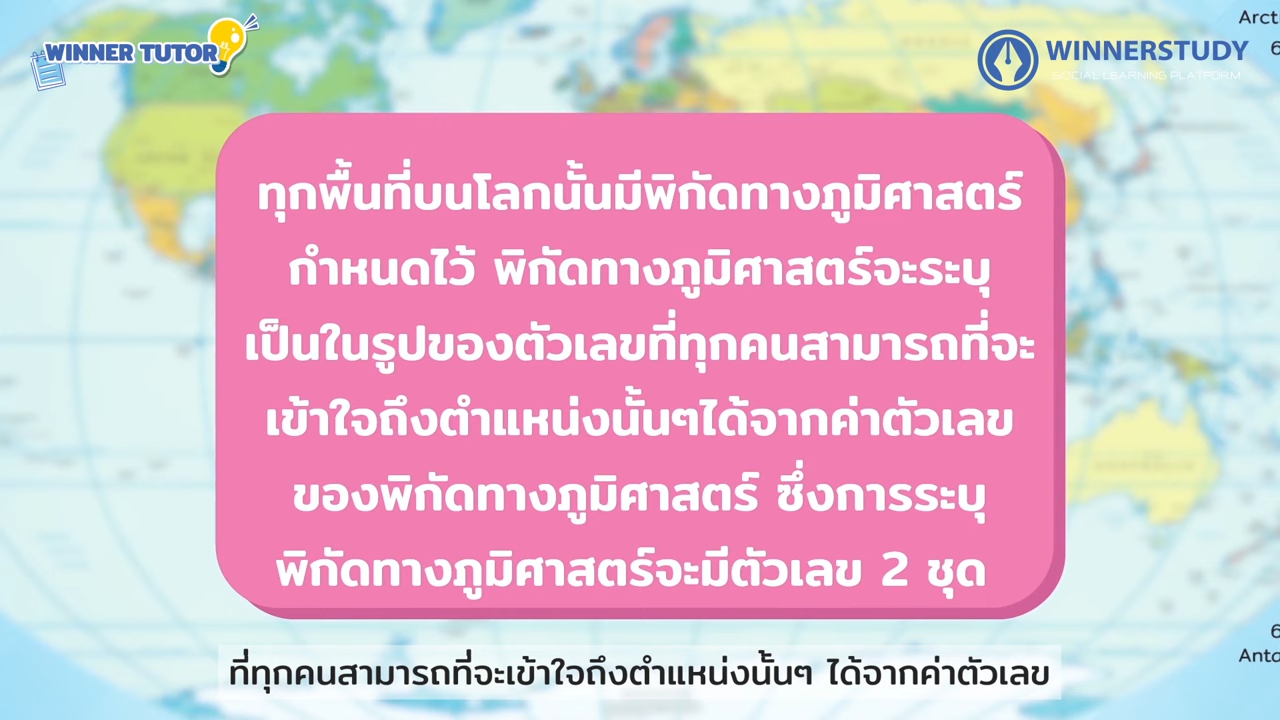 WINNER TUTOR
WINNERSTUDY
SOCIAL LEARNING PLATFORM
Arct
6
ทุกพื้นที่บนโลกนั้นมีพิกัดทางภูมิศาสตร์
กำหนดไว้ พิกัดทางภูมิศาสตร์จะระบุ
เป็นในรูปของตัวเลขที่ทุกคนสามารถที่จะ
เข้าใจถึงตำแหน่งนั้นๆได้จากค่าตัวเลข
ของพิกัดทางภูมิศาสตร์ ซึ่งการระบุ
พิกัดทางภูมิศาสตร์จะมีตัวเลข 2 ชุด
6
Anta
ที่ทุกคนสามารถที่จะเข้าใจถึงตำแหน่งนั้นๆ ได้จากค่าตัวเลข